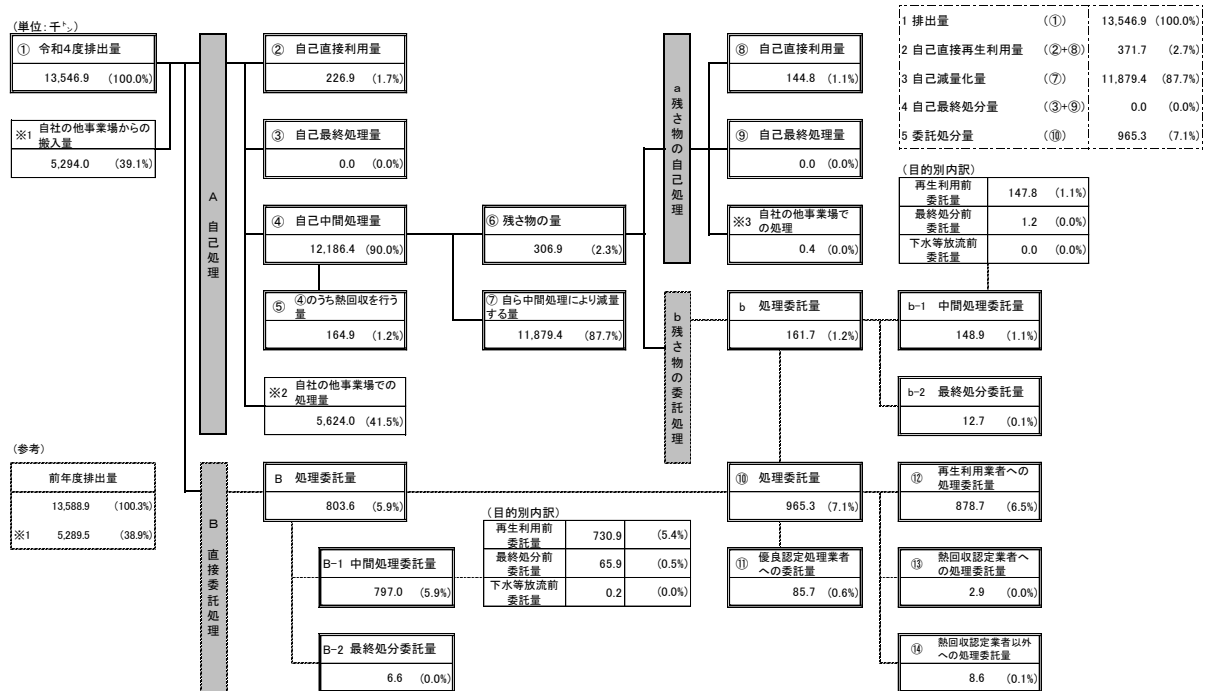 (単位：千㌧)
① 令和4度排出量
13,546.9 (100.0%)
※1 自社の他事業場からの
搬入量
5,294.0 (39.1%)
A 自己処理
② 自己直接利用量
226.9 (1.7%)
③ 自己最終処理量
0.0 (0.0%)
④ 自己中間処理量
12,186.4 (90.0%)
⑤ ④のうち熱回収を行う
量
164.9 (1.2%)
※2 自社の他事業場での
処理量
5,624.0 (41.5%)
⑥ 残さ物の量
306.9 (2.3%)
⑦ 自ら中間処理により減量
する量
11,879.4 (87.7%)
a 残さ物の自己処理
⑧ 自己直接利用量
144.8 (1.1%)
⑨ 自己最終処理量
0.0 (0.0%)
※3 自社の他事業場で
の処理
0.4 (0.0%)
b 残さ物の委託処理
b 処理委託量
161.7 (1.2%)
b-1 中間処理委託量
148.9 (1.1%)
b-2 最終処分委託量
12.7 (0.1%)
1 排出量 (①) 13,546.9 (100.0%)
2 自己直接再生利用量 (②+⑧) 371.7 (2.7%)
3 自己減量化量 (⑦) 11,879.4 (87.7%)
4 自己最終処分量 (③+⑨) 0.0 (0.0%)
5 委託処分量 (⑩) 965.3 (7.1%)
(目的別内訳)
再生利用前
委託量 147.8 (1.1%)
最終処分前
委託量 1.2 (0.0%)
下水等放流前
委託量 0.0 (0.0%)
(参考)
前年度排出量
13,588.9 (100.3%)
※1 5,289.5 (38.9%)
B 直接委託処理
B 処理委託量
803.6 (5.9%)
B-1 中間処理委託量
797.0 (5.9%)
B-2 最終処分委託量
6.6 (0.0%)
(目的別内訳)
再生利用前
委託量 730.9 (5.4%)
最終処分前
委託量 65.9 (0.5%)
下水等放流前
委託量 0.2 (0.0%)
⑩ 処理委託量
965.3 (7.1%)
⑪ 優良認定処理業者
への委託量
85.7 (0.6%)
⑫ 再生利用業者への
処理委託量
878.7 (6.5%)
⑬ 熱回収認定業者へ
の処理委託量
2.9 (0.0%)
⑭ 熱回収認定業者以外
への処理委託量
8.6 (0.1%)